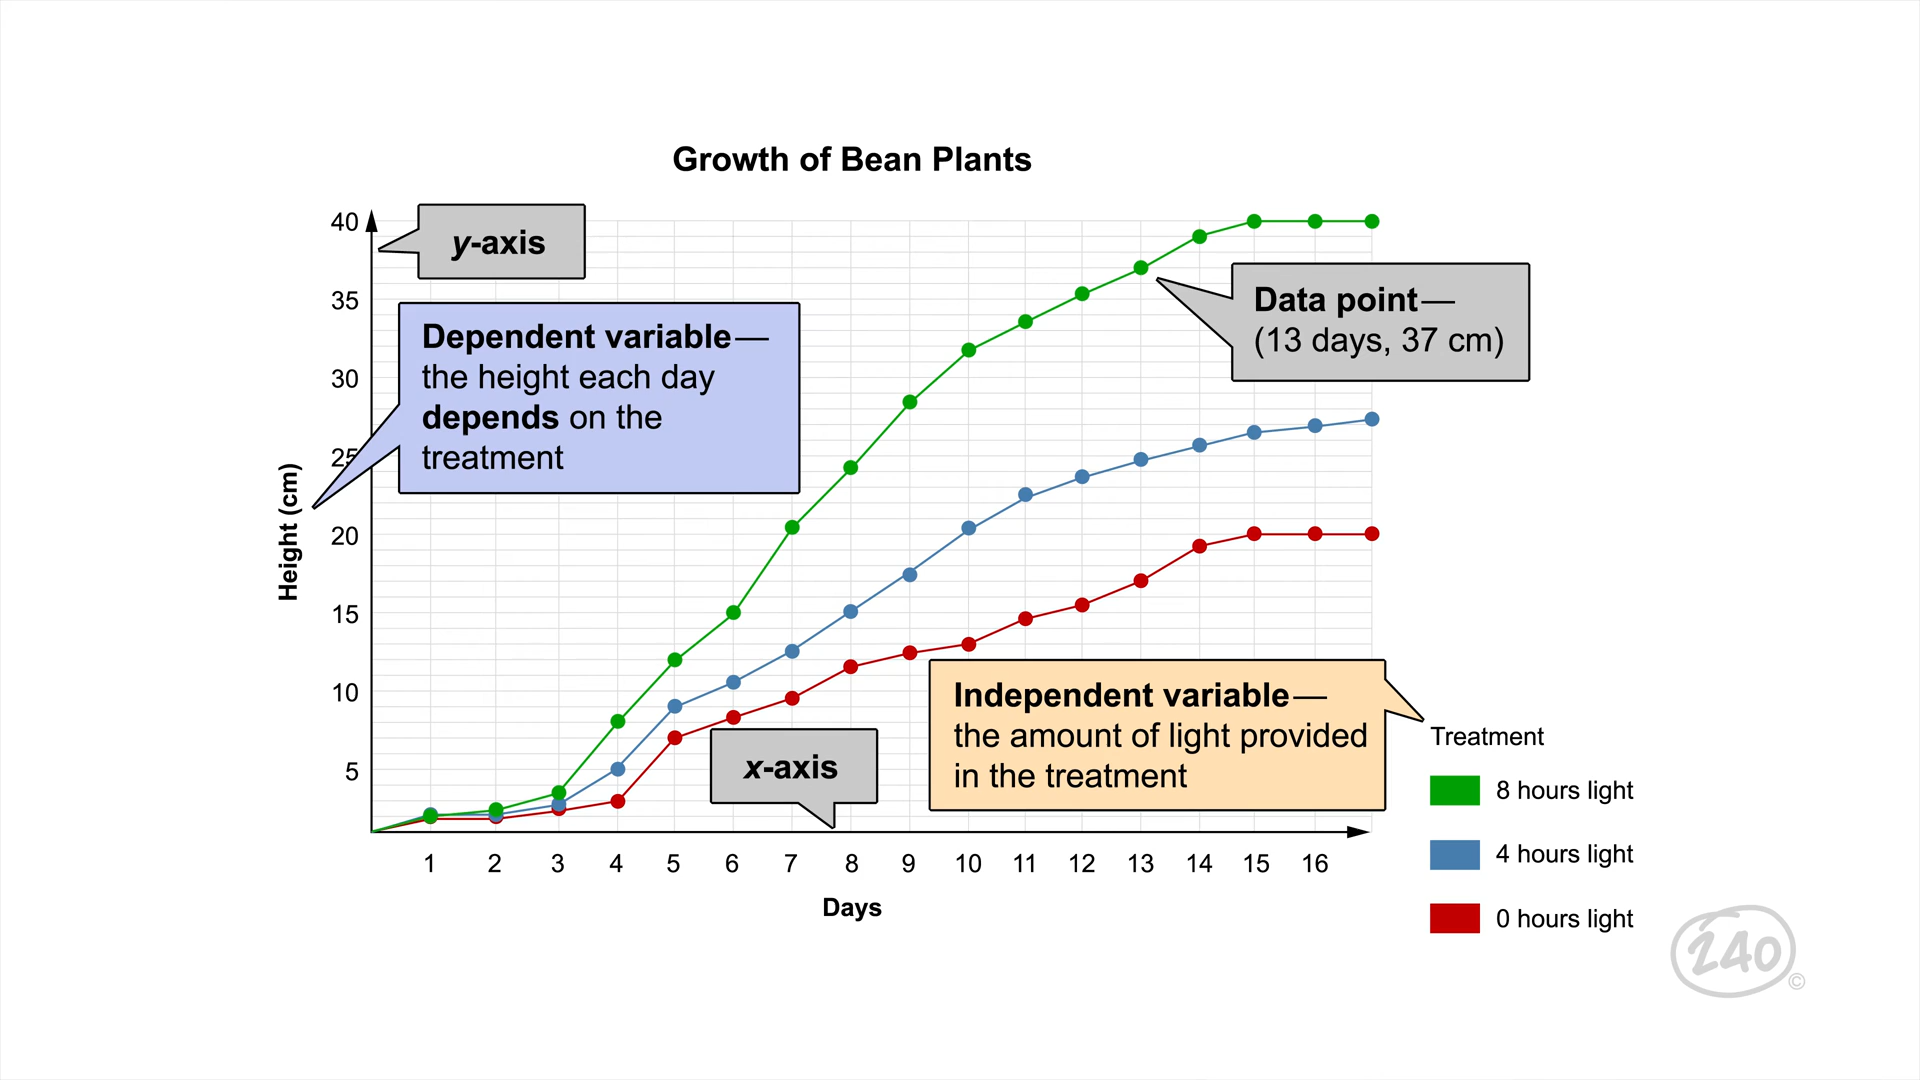 Growth of Bean Plants
40
35
30
25
20
15
10
5
Height (cm)
y-axis
Dependent variable—
the height each day
depends on the
treatment
Data point—
(13 days, 37 cm)
Independent variable—
the amount of light provided
in the treatment
x-axis
1 2 3 4 5 6 7 8 9 10 11 12 13 14 15 16
Days
Treatment
8 hours light
4 hours light
0 hours light
240 ©